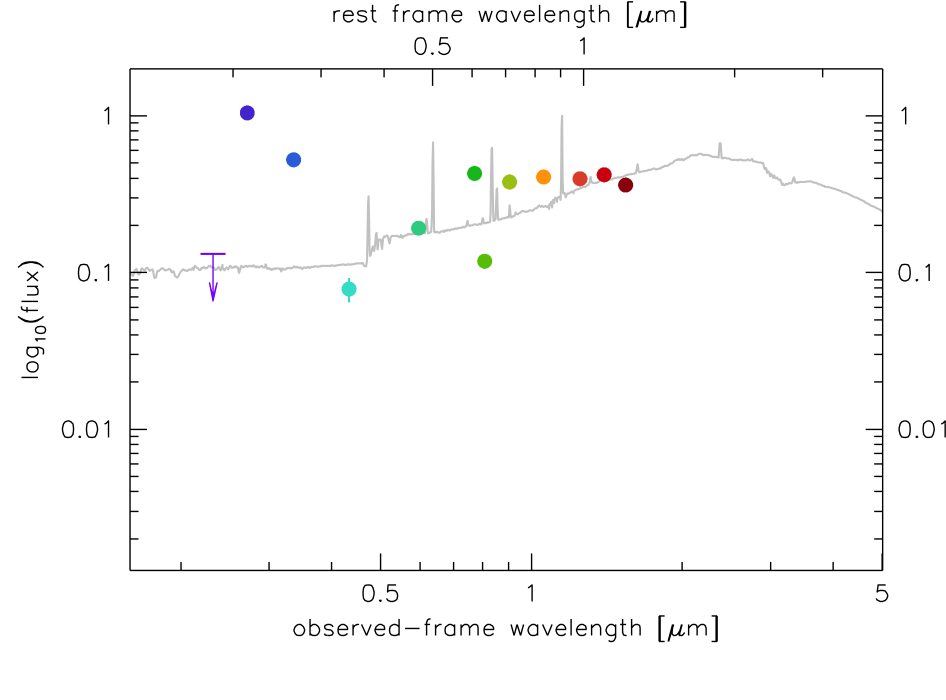 rest frame wavelength [μm]
0.5 1
1 1
0.1 0.1
0.01 0.01
log10(flux)
0.5 1 5
observed-frame wavelength [μm]